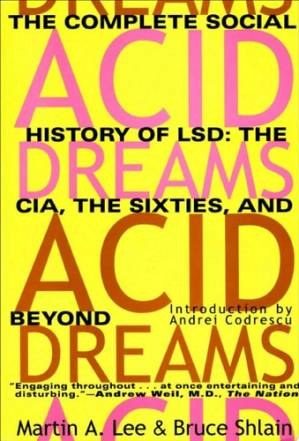 DREAMS
THE COMPLETE SOCIAL
ACID
HISTORY OF LSD: THE
DREAMS
CIA, THE SIXTIES, AND
ACID
Introduction by
BEYOND Andrei Codrescu
DREAMS
"Engaging throughout . . . at once entertaining and
disturbing."—Andrew Weil, M.D., The Nation
ACID
Martin A. Lee & Bruce Shlain